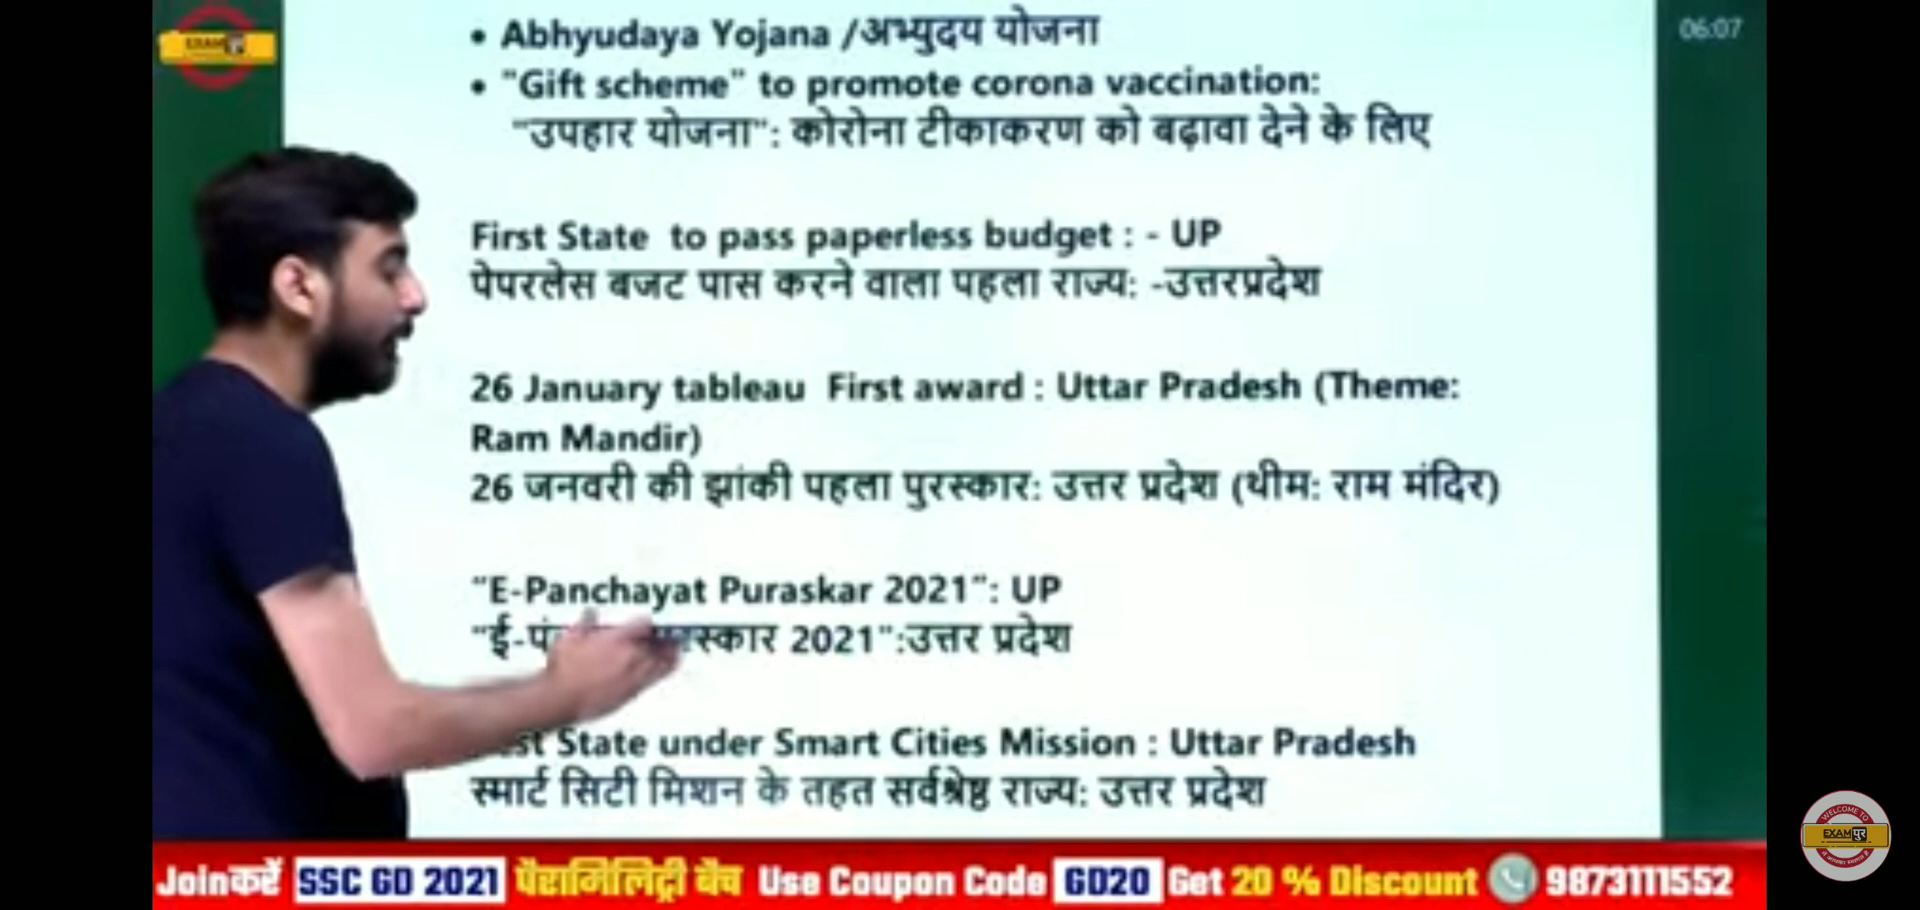 EXAMपुर
06:07
• Abhyudaya Yojana /अभ्युदय योजना
• "Gift scheme" to promote corona vaccination:
"उपहार योजना": कोरोना टीकाकरण को बढ़ावा देने के लिए
First State to pass paperless budget : - UP
पेपरलेस बजट पास करने वाला पहला राज्य: -उत्तरप्रदेश
26 January tableau First award : Uttar Pradesh (Theme:
Ram Mandir)
26 जनवरी की झांकी पहला पुरस्कार: उत्तर प्रदेश (थीम: राम मंदिर)
"E-Panchayat Puraskar 2021": UP
2021":उत्तर प्रदेश
State under Smart Cities Mission : Uttar Pradesh
स्मार्ट सिटी मिशन के तहत सर्वश्रेष्ठ राज्य: उत्तर प्रदेश
WELCOME TO
EXAMपुर
Joinकरें SSC GD 2021 पैरामिलिट्री बैच Use Coupon Code GD20 Get 20 % Discount 9873111552